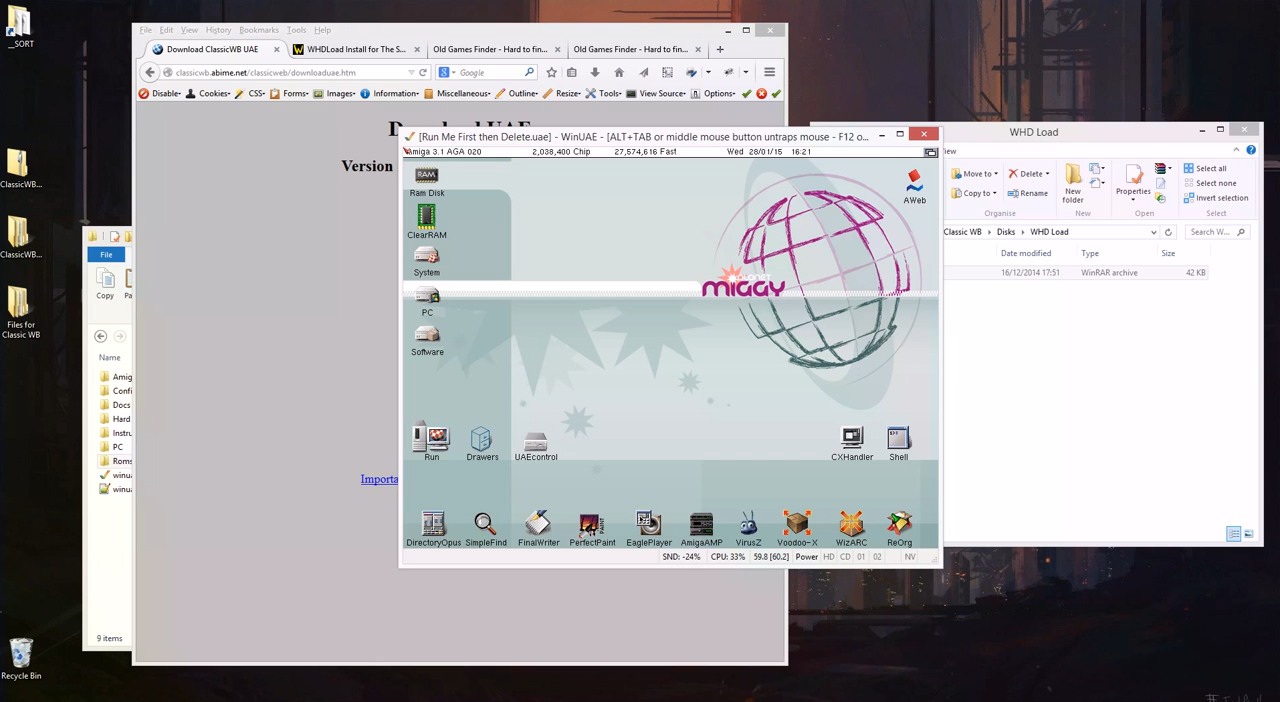 __SORT
ClassicWB...
ClassicWB...
Files for
Classic WB
Recycle Bin
File Edit View History Bookmarks Tools Help
Download ClassicWB UAE
WHDLoad Install for The S...
Old Games Finder - Hard to fin...
Old Games Finder - Hard to fin...
classicwb.abime.net/classicweb/downloaduae.htm
Google
Disable
Cookies
CSS
Forms
Images
Information
Miscellaneous
Outline
Resize
Tools
View Source
Options
Version
Importa
File
Copy
Pa
Name
Amig
Confi
Docs
Hard
Instru
PC
Roms
winu
winu
9 items
[Run Me First then Delete.uae] - WinUAE - [ALT+TAB or middle mouse button untraps mouse - F12 o...
Amiga 3.1 AGA 020 2,038,400 Chip 27,574,616 Fast Wed 28/01/15 16:21
RAM
Ram Disk
ClearRAM
System
PC
Software
AWeb
MIGGY
Run
Drawers
UAEcontrol
CXHandler
Shell
DirectoryOpus
SimpleFind
FinalWriter
PerfectPaint
EaglePlayer
AmigaAMP
VirusZ
Voodoo-X
WizARC
ReOrg
SND: -24% CPU: 33% 59.8 [60.2] Power HD CD 01 02 NV
WHD Load
iew
Move to
Delete
Copy to
Rename
Organise
New
folder
New
Properties
Open
Select all
Select none
Invert selection
Select
Classic WB
Disks
WHD Load
Search W...
Date modified
Type
Size
16/12/2014 17:51
WinRAR archive
42 KB